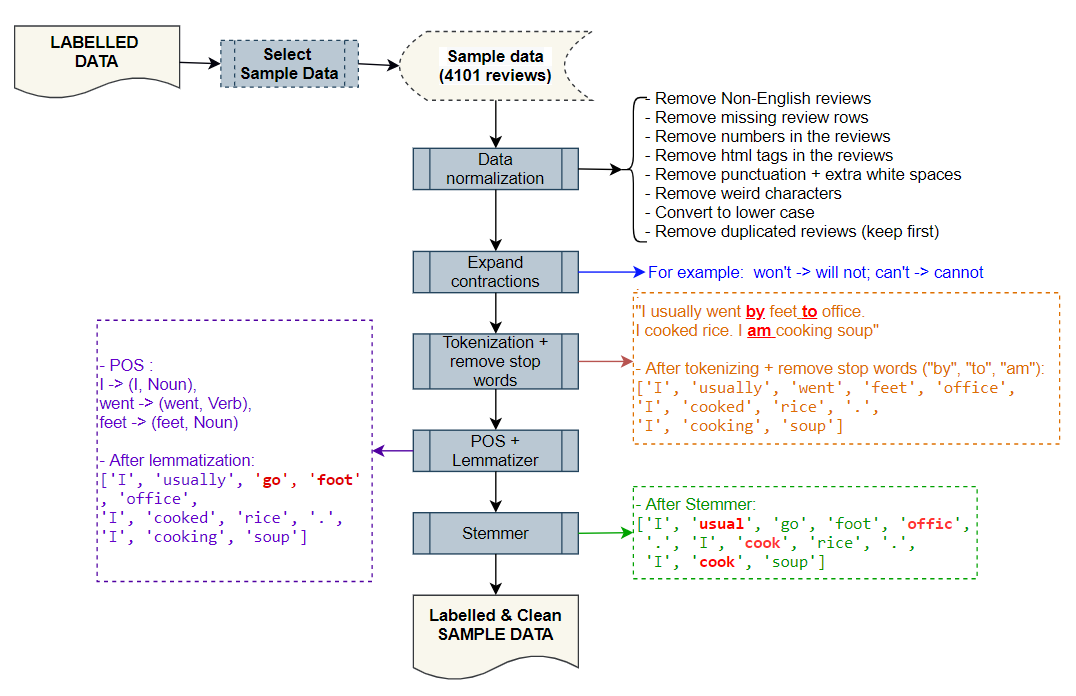 LABELLED
DATA
Select
Sample Data
Sample data
(4101 reviews)
Data
normalization
- Remove Non-English reviews
- Remove missing review rows
- Remove numbers in the reviews
- Remove html tags in the reviews
- Remove punctuation + extra white spaces
- Remove weird characters
- Convert to lower case
- Remove duplicated reviews (keep first)
Expand
contractions
For example:  won't -> will not; can't -> cannot
Tokenization +
remove stop
words
"I usually went by feet to office.
I cooked rice. I am cooking soup"
- After tokenizing + remove stop words ("by", "to", "am"):
['I', 'usually', 'went', 'feet', 'office',
'I', 'cooked', 'rice', '.',
'I', 'cooking', 'soup']
POS +
Lemmatizer
- POS :
I -> (I, Noun),
went -> (went, Verb),
feet -> (feet, Noun)
- After lemmatization:
['I', 'usually', 'go', 'foot'
, 'office',
'I', 'cooked', 'rice', '.',
'I', 'cooking', 'soup']
Stemmer
- After Stemmer:
['I', 'usual', 'go', 'foot', 'offic',
'.', 'I', 'cook', 'rice', '.',
'I', 'cook', 'soup']
Labelled & Clean
SAMPLE DATA